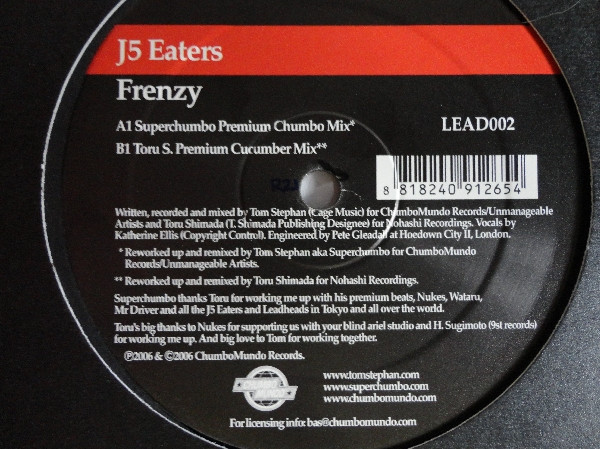 J5 Eaters
Frenzy
A1 Superchumbo Premium Chumbo Mix*
LEAD002
B1 Toru S. Premium Cucumber Mix**
8 818240 912654
Written, recorded and mixed by Tom Stephan (Cage Music) for ChumboMundo Records/Unmanageable
Artists and Toru Shimada (T. Shimada Publishing Designee) for Nohashi Recordings. Vocals by
Katherine Ellis (Copyright Control). Engineered by Pete Gleadall at Hoedown City II, London.
* Reworked up and remixed by Tom Stephan aka Superchumbo for ChumboMundo
Records/Unmanageable Artists.
** Reworked up and remixed by Toru Shimada for Nohashi Recordings.
Superchumbo thanks Toru for working me up with his premium beats, Nukes, Wataru,
Mr Driver and all the J5 Eaters and Leadheads in Tokyo and all over the world.
Toru's big thanks to Nukes for supporting us with your blind ariel studio and H. Sugimoto (9st records)
for working me up. And big love to Tom for working together.
℗2006 & ©2006 ChumboMundo Records.
CHUMBO MUNDO
www.tomstephan.com
www.superchumbo.com
www.chumbomundo.com
For licensing info: bas@chumbomundo.com